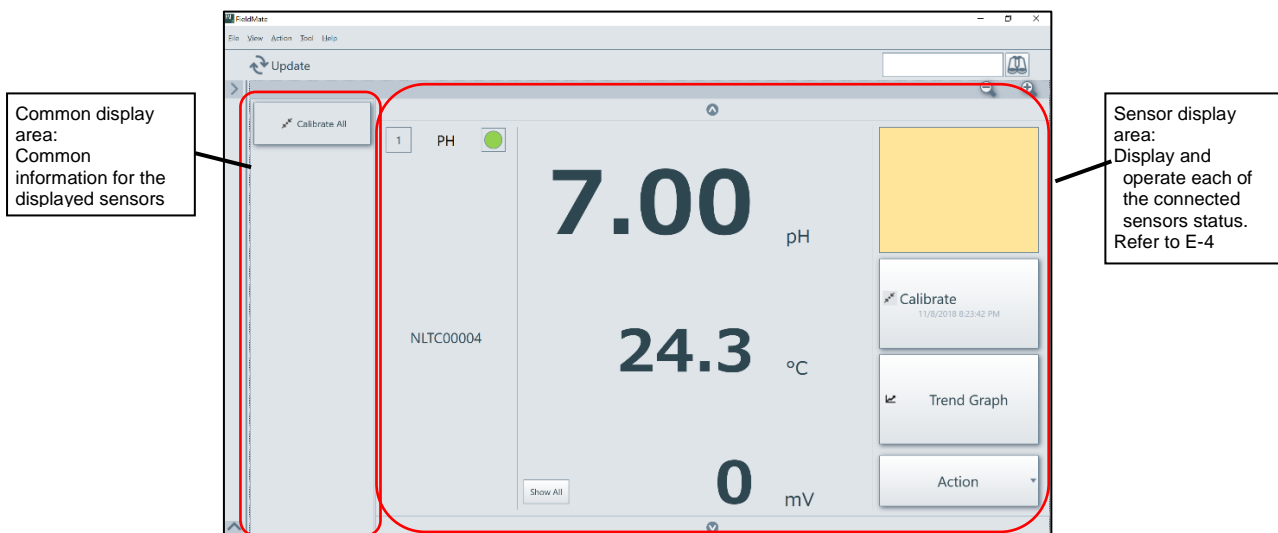 FieldMate
File View Action Tool Help
Update
Common display
area:
Common
information for the
displayed sensors
Calibrate All
1 PH
7.00 pH
NLTC00004
24.3 °C
Show All
0 mV
Calibrate
11/8/2018 8:23:42 PM
Trend Graph
Action
Sensor display
area:
Display and
operate each of
the connected
sensors status.
Refer to E-4